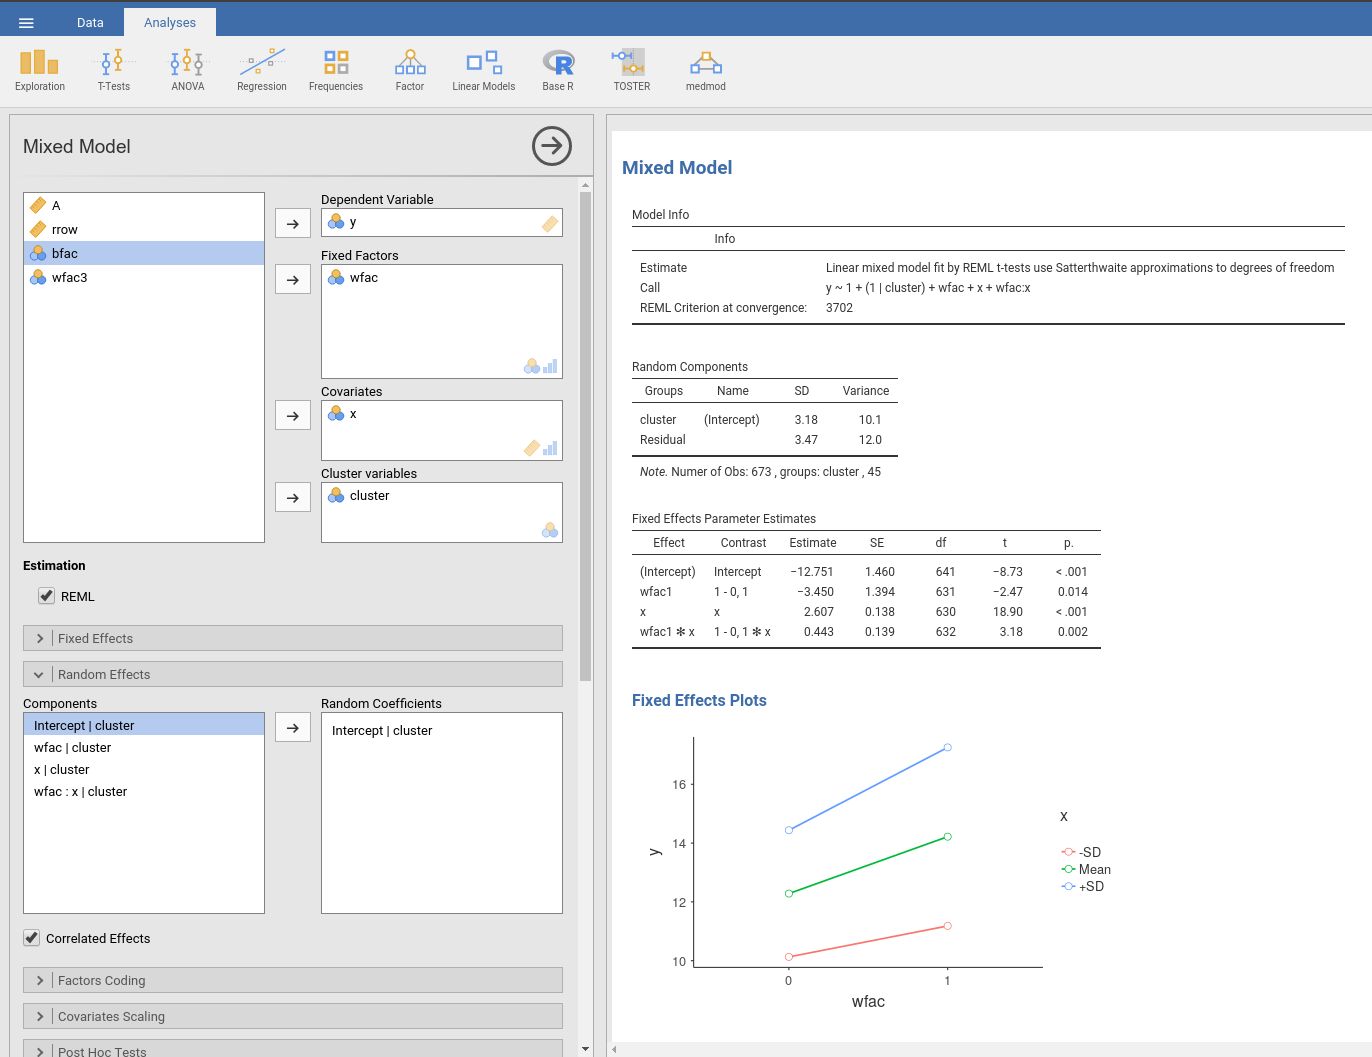 Data Analyses
Exploration T-Tests ANOVA Regression Frequencies Factor Linear Models Base R TOSTER medmod
Mixed Model
A
rrow
bfac
wfac3
Dependent Variable
y
Fixed Factors
wfac
Covariates
x
Cluster variables
cluster
Estimation
REML
Fixed Effects
Random Effects
Components
Intercept | cluster
wfac | cluster
x | cluster
wfac : x | cluster
Random Coefficients
Intercept | cluster
Correlated Effects
Factors Coding
Covariates Scaling
Post Hoc Tests
Mixed Model
Model Info
Info
Estimate Linear mixed model fit by REML t-tests use Satterthwaite approximations to degrees of freedom
Call y ~ 1 + (1 | cluster) + wfac + x + wfac:x
REML Criterion at convergence: 3702
Random Components
Groups Name SD Variance
cluster (Intercept) 3.18 10.1
Residual 3.47 12.0
Note. Numer of Obs: 673 , groups: cluster , 45
Fixed Effects Parameter Estimates
Effect Contrast Estimate SE df t p.
(Intercept) Intercept −12.751 1.460 641 −8.73 < .001
wfac1 1 - 0, 1 −3.450 1.394 631 −2.47 0.014
x x 2.607 0.138 630 18.90 < .001
wfac1 ✻ x 1 - 0, 1 ✻ x 0.443 0.139 632 3.18 0.002
Fixed Effects Plots
16
14
12
10
y
0 1
wfac
x
-SD
Mean
+SD